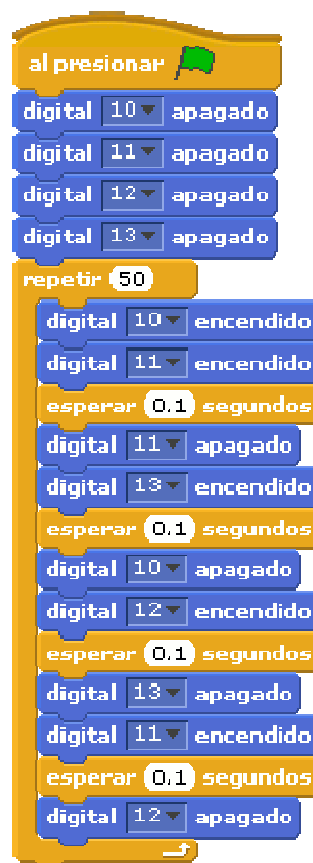 al presionar
digital 10 apagado
digital 11 apagado
digital 12 apagado
digital 13 apagado
repetir 50
digital 10 encendido
digital 11 encendido
esperar 0.1 segundos
digital 11 apagado
digital 13 encendido
esperar 0.1 segundos
digital 10 apagado
digital 12 encendido
esperar 0.1 segundos
digital 13 apagado
digital 11 encendido
esperar 0.1 segundos
digital 12 apagado